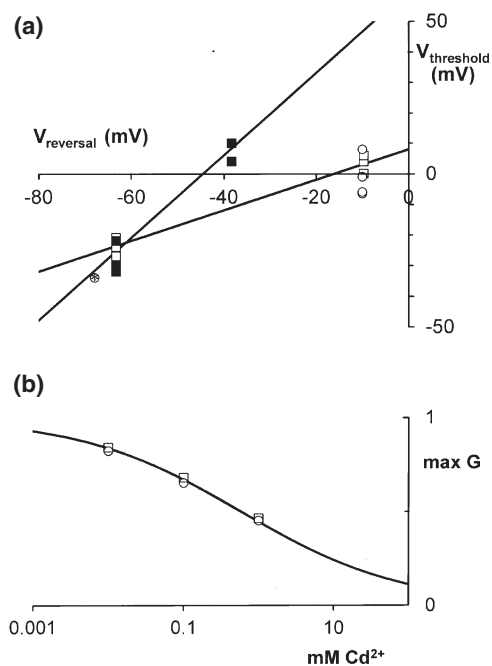 (a)
50
V threshold
(mV)
V reversal (mV)
0
-80
-60
-40
-20
0
-50
(b)
1
max G
0
0.001
0.1
10
mM Cd²⁺